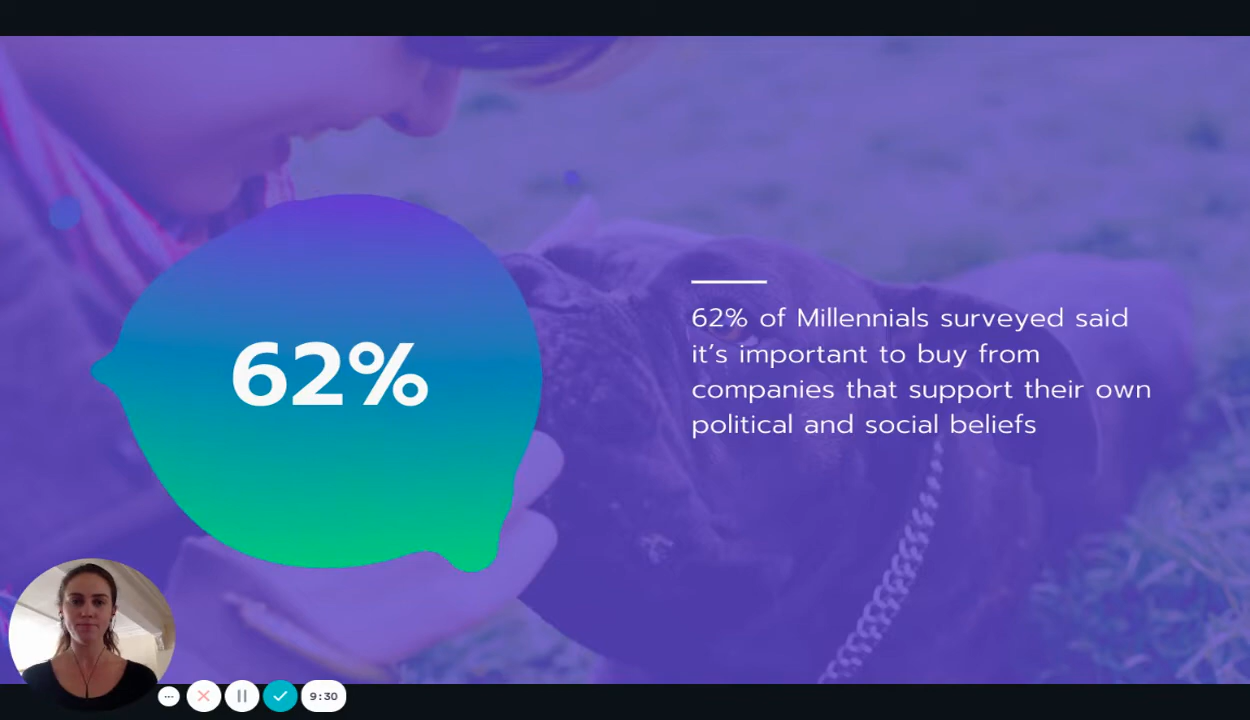 62%
62% of Millennials surveyed said
it's important to buy from
companies that support their own
political and social beliefs
9:30